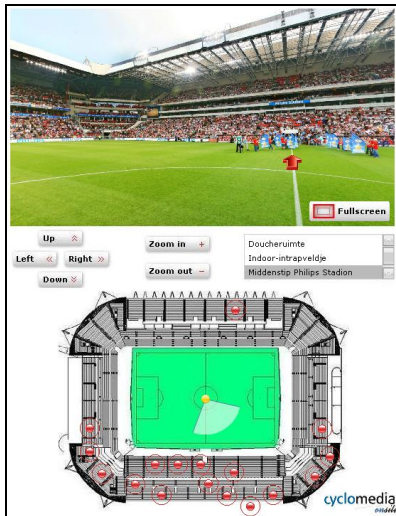 Fullscreen
Up
Left Right
Down
Zoom in +
Zoom out –
Doucheruimte
Indoor-intrapveldje
Middenstip Philips Stadion
cyclomedia